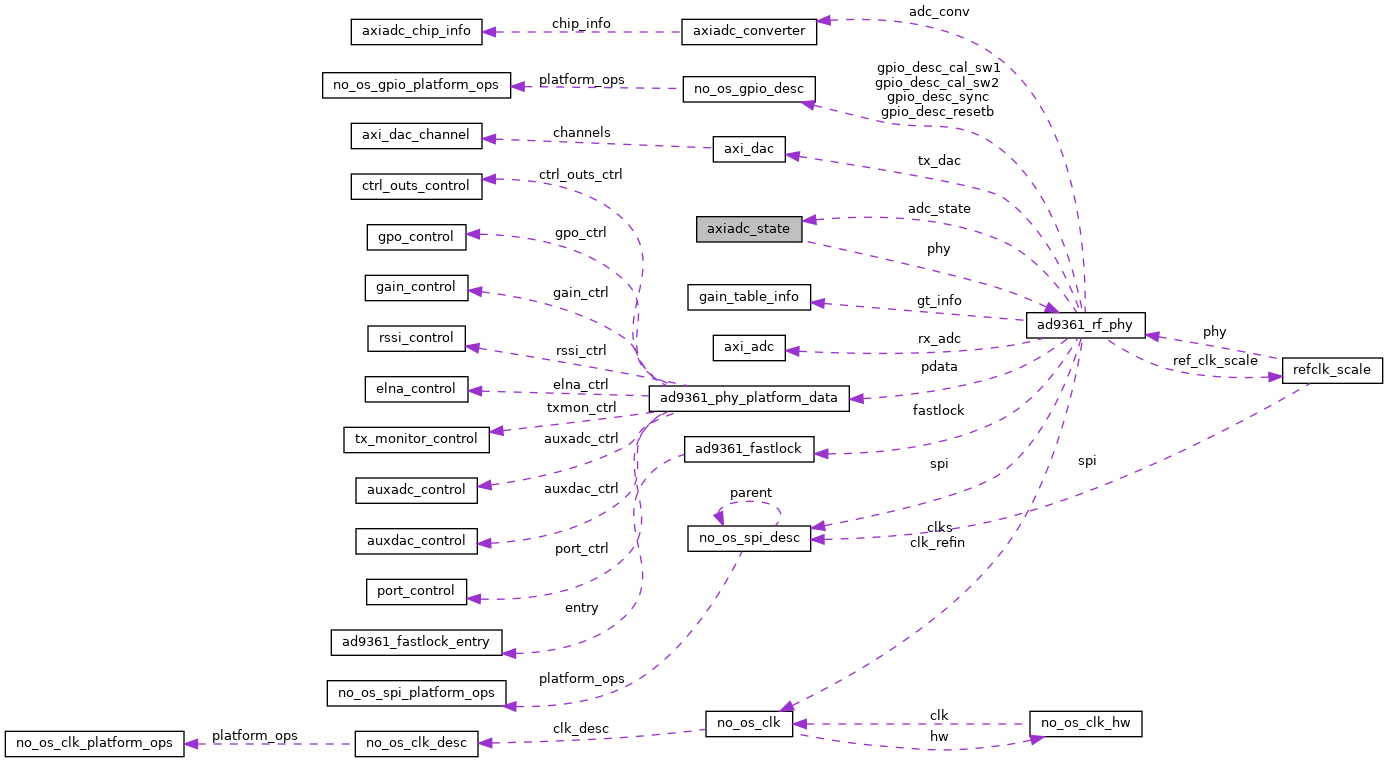 adc_conv
axiadc_chip_info
chip_info
axiadc_converter
gpio_desc_cal_sw1
gpio_desc_cal_sw2
gpio_desc_sync
gpio_desc_resetb
no_os_gpio_platform_ops
platform_ops
no_os_gpio_desc
axi_dac_channel
channels
axi_dac
tx_dac
ctrl_outs_control
ctrl_outs_ctrl
adc_state
axiadc_state
gpo_control
gpo_ctrl
phy
gain_control
gain_ctrl
gain_table_info
gt_info
ad9361_rf_phy
rssi_control
rssi_ctrl
axi_adc
rx_adc
phy
ref_clk_scale
refclk_scale
pdata
elna_control
elna_ctrl
ad9361_phy_platform_data
txmon_ctrl
fastlock
tx_monitor_control
auxadc_ctrl
ad9361_fastlock
spi
spi
auxadc_control
auxdac_ctrl
parent
auxdac_control
no_os_spi_desc
clks
clk_refin
port_ctrl
port_control
entry
ad9361_fastlock_entry
no_os_spi_platform_ops
platform_ops
no_os_clk_platform_ops
platform_ops
no_os_clk_desc
clk_desc
no_os_clk
clk
hw
no_os_clk_hw